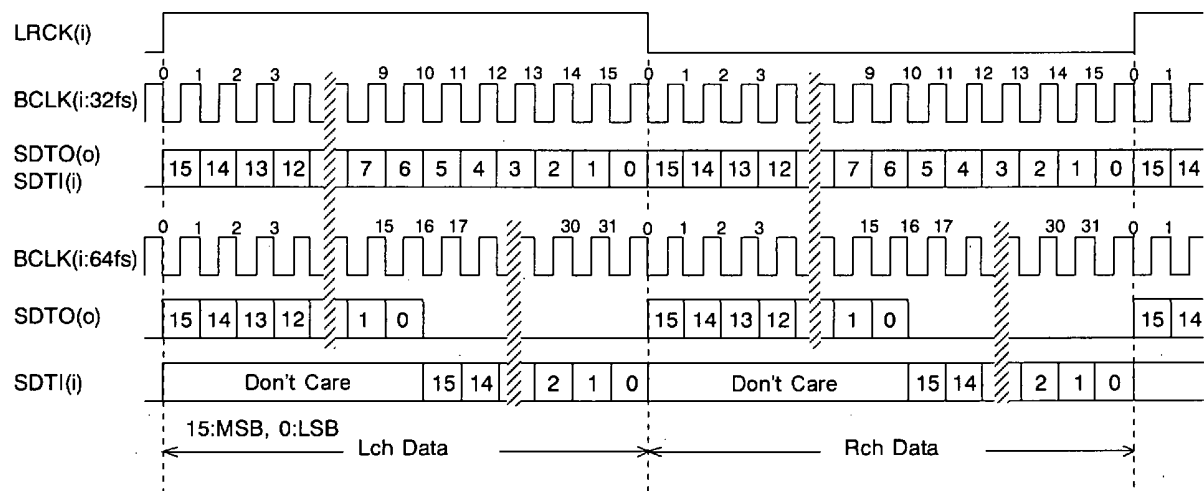 LRCK(i)
0 1 2 3 9 10 11 12 13 14 15 0 1 2 3 9 10 11 12 13 14 15 0 1
BCLK(i:32fs)
SDTO(o)
SDTI(i)
15 14 13 12 7 6 5 4 3 2 1 0 15 14 13 12 7 6 5 4 3 2 1 0 15 14
0 1 2 3 15 16 17 30 31 0 1 2 3 15 16 17 30 31 0 1
BCLK(i:64fs)
SDTO(o) 15 14 13 12 1 0 15 14 13 12 1 0 15 14
SDTI(i) Don't Care 15 14 2 1 0 Don't Care 15 14 2 1 0
15:MSB, 0:LSB
Lch Data Rch Data